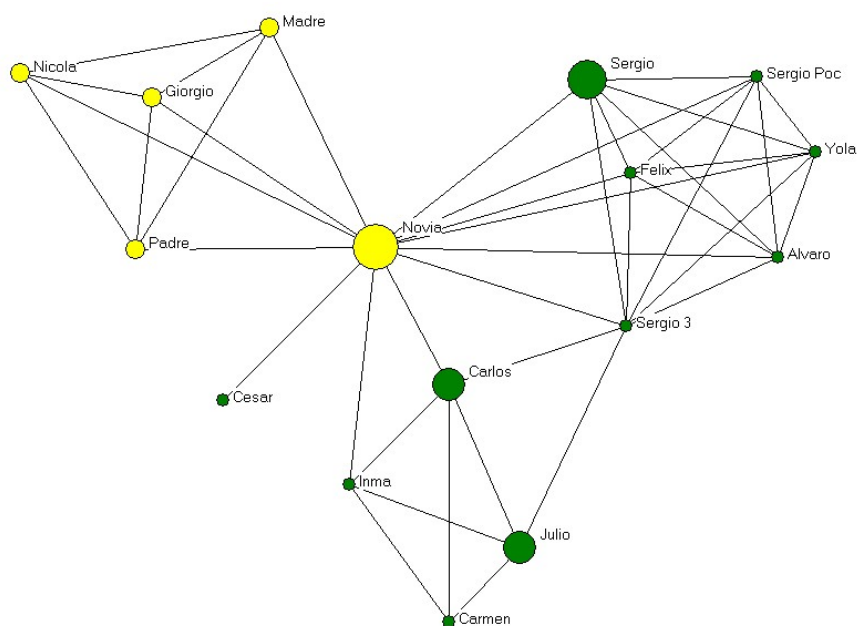 Madre
Nicola
Giorgio
Sergio
Sergio Poc
Yola
Felix
Novia
Padre
Alvaro
Sergio 3
Carlos
Cesar
Inma
Julio
Carmen